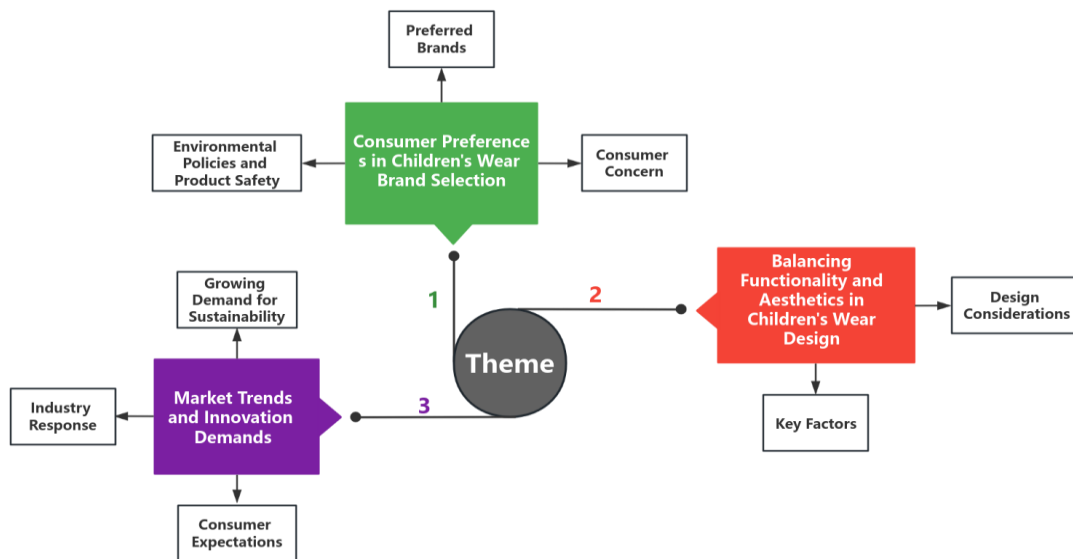 Preferred
Brands
Consumer Preference
s in Children's Wear
Brand Selection
Environmental
Policies and
Product Safety
Consumer
Concern
1
2
Balancing
Functionality and
Aesthetics in
Children's Wear
Design
Design
Considerations
Key Factors
Theme
Growing
Demand for
Sustainability
3
Market Trends
and Innovation
Demands
Industry
Response
Consumer
Expectations